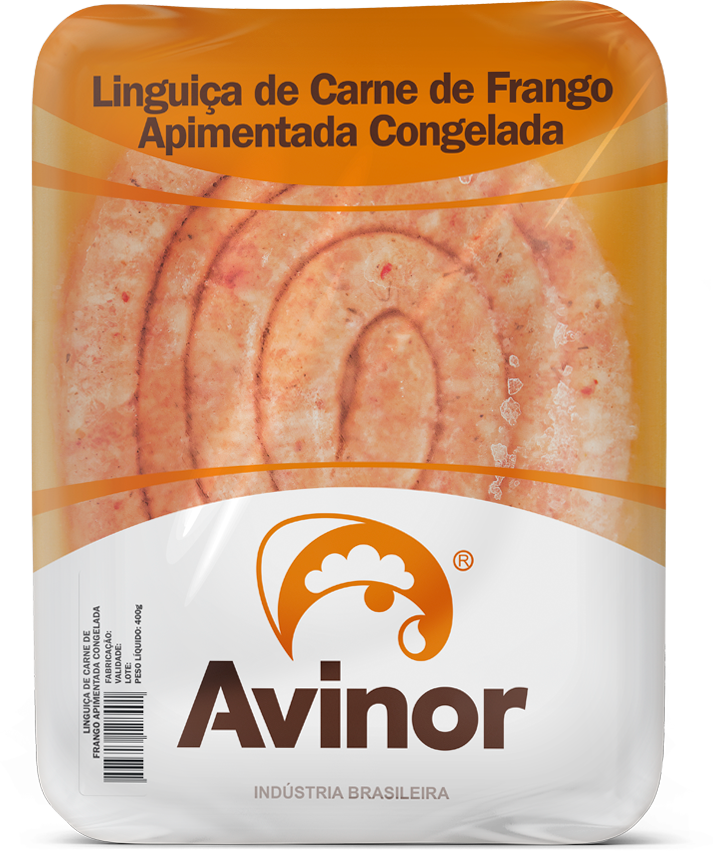 Linguiça de Carne de Frango
Apimentada Congelada
®
Avinor
INDÚSTRIA BRASILEIRA
LINGUIÇA DE CARNE DE
FRANGO APIMENTADA CONGELADA
FABRICAÇÃO:
VALIDADE:
LOTE:
PESO LÍQUIDO: 400g